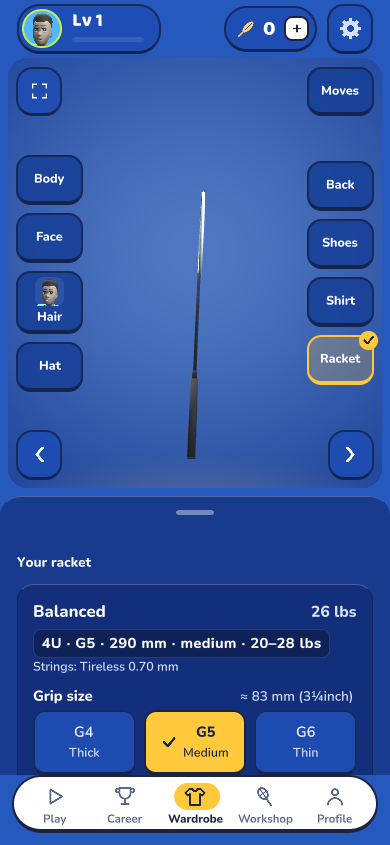 Lv 1
0
+
Moves
Body
Back
Face
Shoes
Hair
Shirt
Hat
Racket
Your racket
Balanced
26 lbs
4U · G5 · 290 mm · medium · 20–28 lbs
Strings: Tireless 0.70 mm
Grip size
≈ 83 mm (3¼inch)
G4
Thick
G5
Medium
G6
Thin
Play
Career
Wardrobe
Workshop
Profile